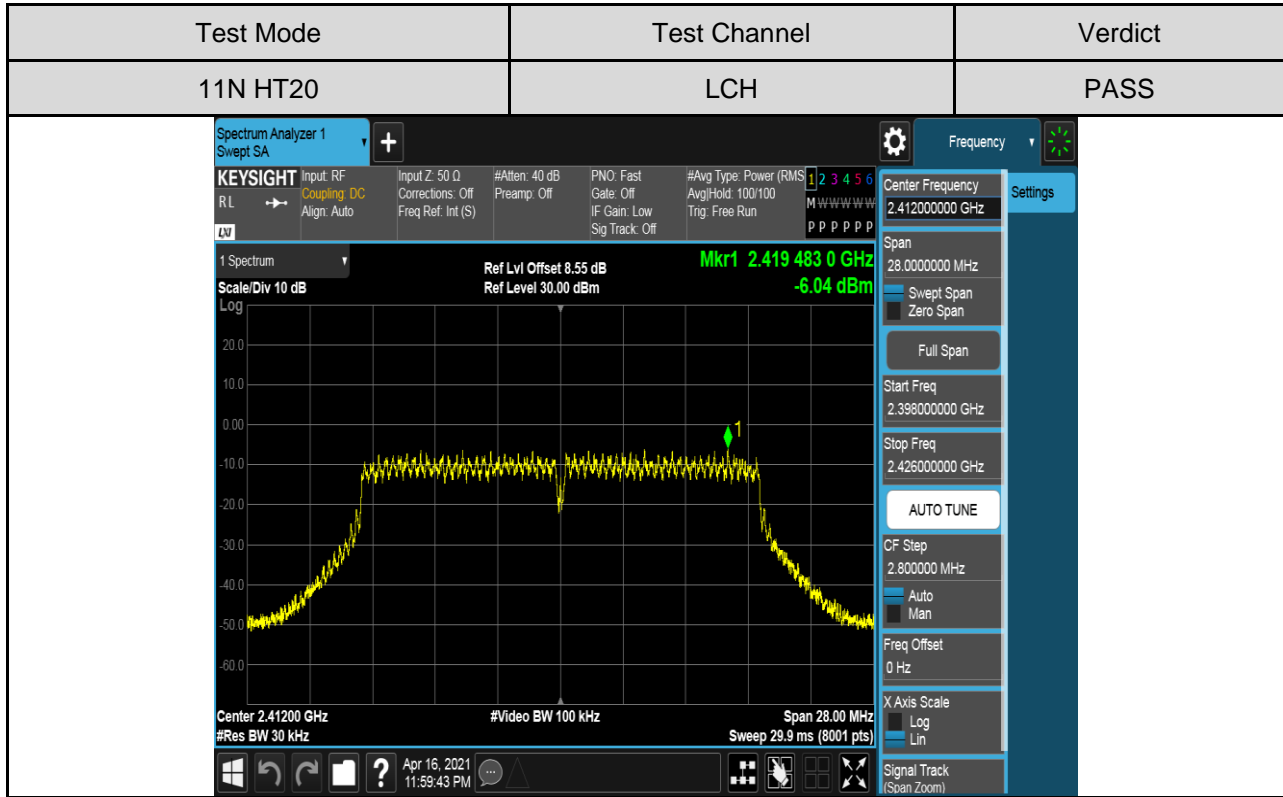 Test Mode Test Channel Verdict
11N HT20 LCH PASS
Spectrum Analyzer 1
Swept SA
+
Frequency
KEYSIGHT
RL
LXI
Input: RF
Coupling: DC
Align: Auto
Input Z: 50 Ω
Corrections: Off
Freq Ref: Int (S)
#Atten: 40 dB
Preamp: Off
PNO: Fast
Gate: Off
IF Gain: Low
Sig Track: Off
#Avg Type: Power (RMS
Avg|Hold: 100/100
Trig: Free Run
1 2 3 4 5 6
M W W W W W
P P P P P P
1 Spectrum
Scale/Div 10 dB
Ref Lvl Offset 8.55 dB
Ref Level 30.00 dBm
Mkr1 2.419 483 0 GHz
-6.04 dBm
Log
20.0
10.0
0.00
-10.0
-20.0
-30.0
-40.0
-50.0
-60.0
1
Center 2.41200 GHz
#Res BW 30 kHz
#Video BW 100 kHz
Span 28.00 MHz
Sweep 29.9 ms (8001 pts)
?
Apr 16, 2021
11:59:43 PM
Center Frequency
2.412000000 GHz
Settings
Span
28.0000000 MHz
Swept Span
Zero Span
Full Span
Start Freq
2.398000000 GHz
Stop Freq
2.426000000 GHz
AUTO TUNE
CF Step
2.800000 MHz
Auto
Man
Freq Offset
0 Hz
X Axis Scale
Log
Lin
Signal Track
(Span Zoom)